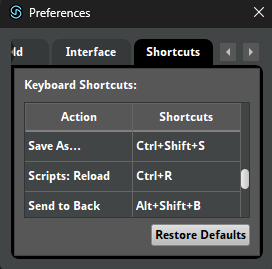 Preferences
ld Interface Shortcuts
Keyboard Shortcuts:
Action Shortcuts
Save As... Ctrl+Shift+S
Scripts: Reload Ctrl+R
Send to Back Alt+Shift+B
Restore Defaults